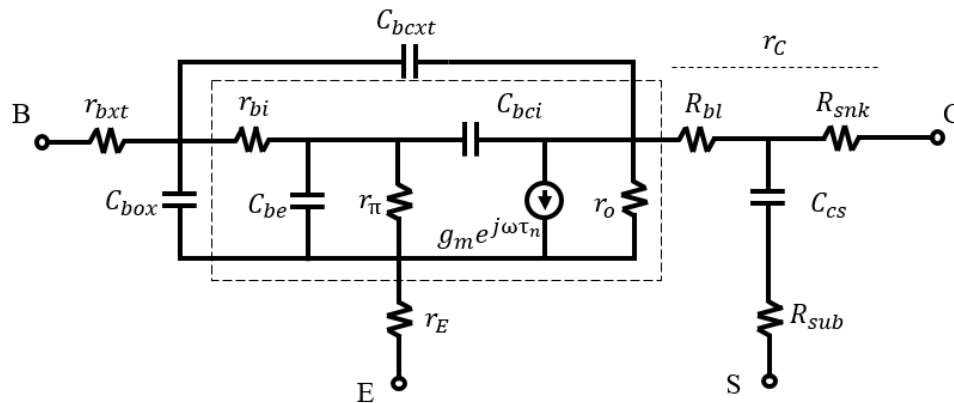 C_bcxt
r_C
r_bi
C_bci
R_bl
R_snk
B
r_bxt
C
C_box
C_be
r_π
g_m e^{jωτ_n}
r_o
C_cs
r_E
R_sub
E
S